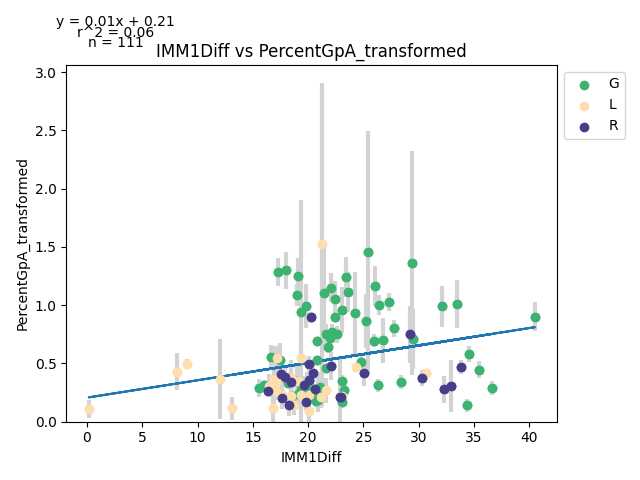 y = 0.01x + 0.21
r^2 = 0.06
n = 111
IMM1Diff vs PercentGpA_transformed
3.0
2.5
2.0
1.5
1.0
0.5
0.0
PercentGpA_transformed
0 5 10 15 20 25 30 35 40
IMM1Diff
G
L
R